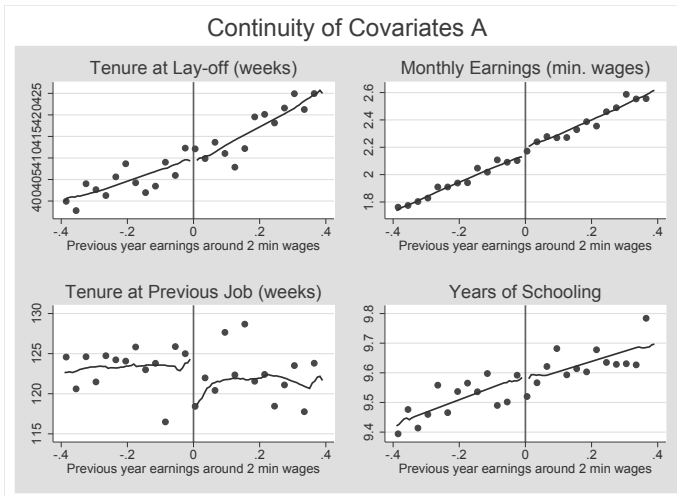 Continuity of Covariates A
Tenure at Lay-off (weeks)
400405410415420425
-.4 -.2 0 .2 .4
Previous year earnings around 2 min wages
Monthly Earnings (min. wages)
1.8 2 2.2 2.4 2.6
-.4 -.2 0 .2 .4
Previous year earnings around 2 min wages
Tenure at Previous Job (weeks)
115 120 125 130
-.4 -.2 0 .2 .4
Previous year earnings around 2 min wages
Years of Schooling
9.4 9.5 9.6 9.7 9.8
-.4 -.2 0 .2 .4
Previous year earnings around 2 min wages